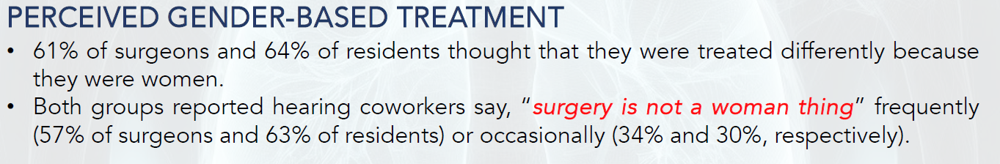 PERCEIVED GENDER-BASED TREATMENT
• 61% of surgeons and 64% of residents thought that they were treated differently because
they were women.
• Both groups reported hearing coworkers say, “surgery is not a woman thing” frequently
(57% of surgeons and 63% of residents) or occasionally (34% and 30%, respectively).